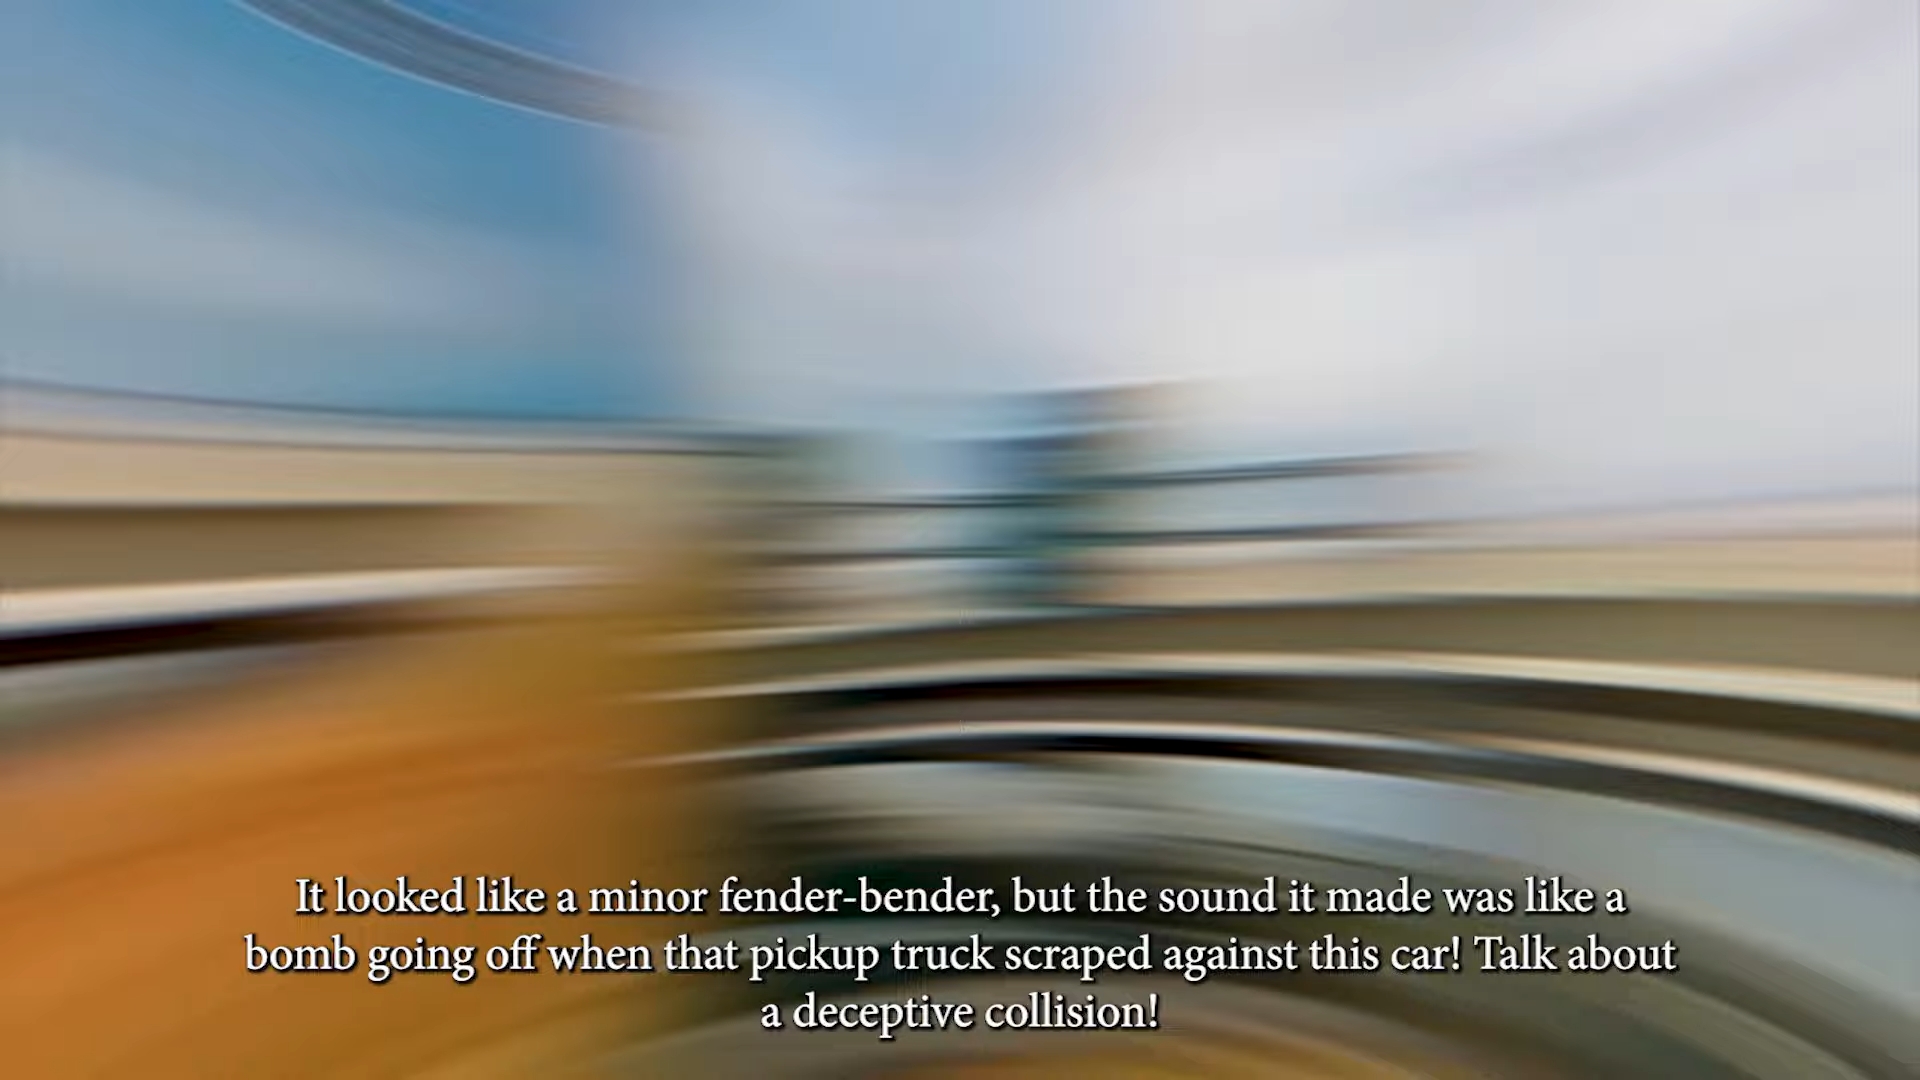 It looked like a minor fender-bender, but the sound it made was like a
bomb going off when that pickup truck scraped against this car! Talk about
a deceptive collision!